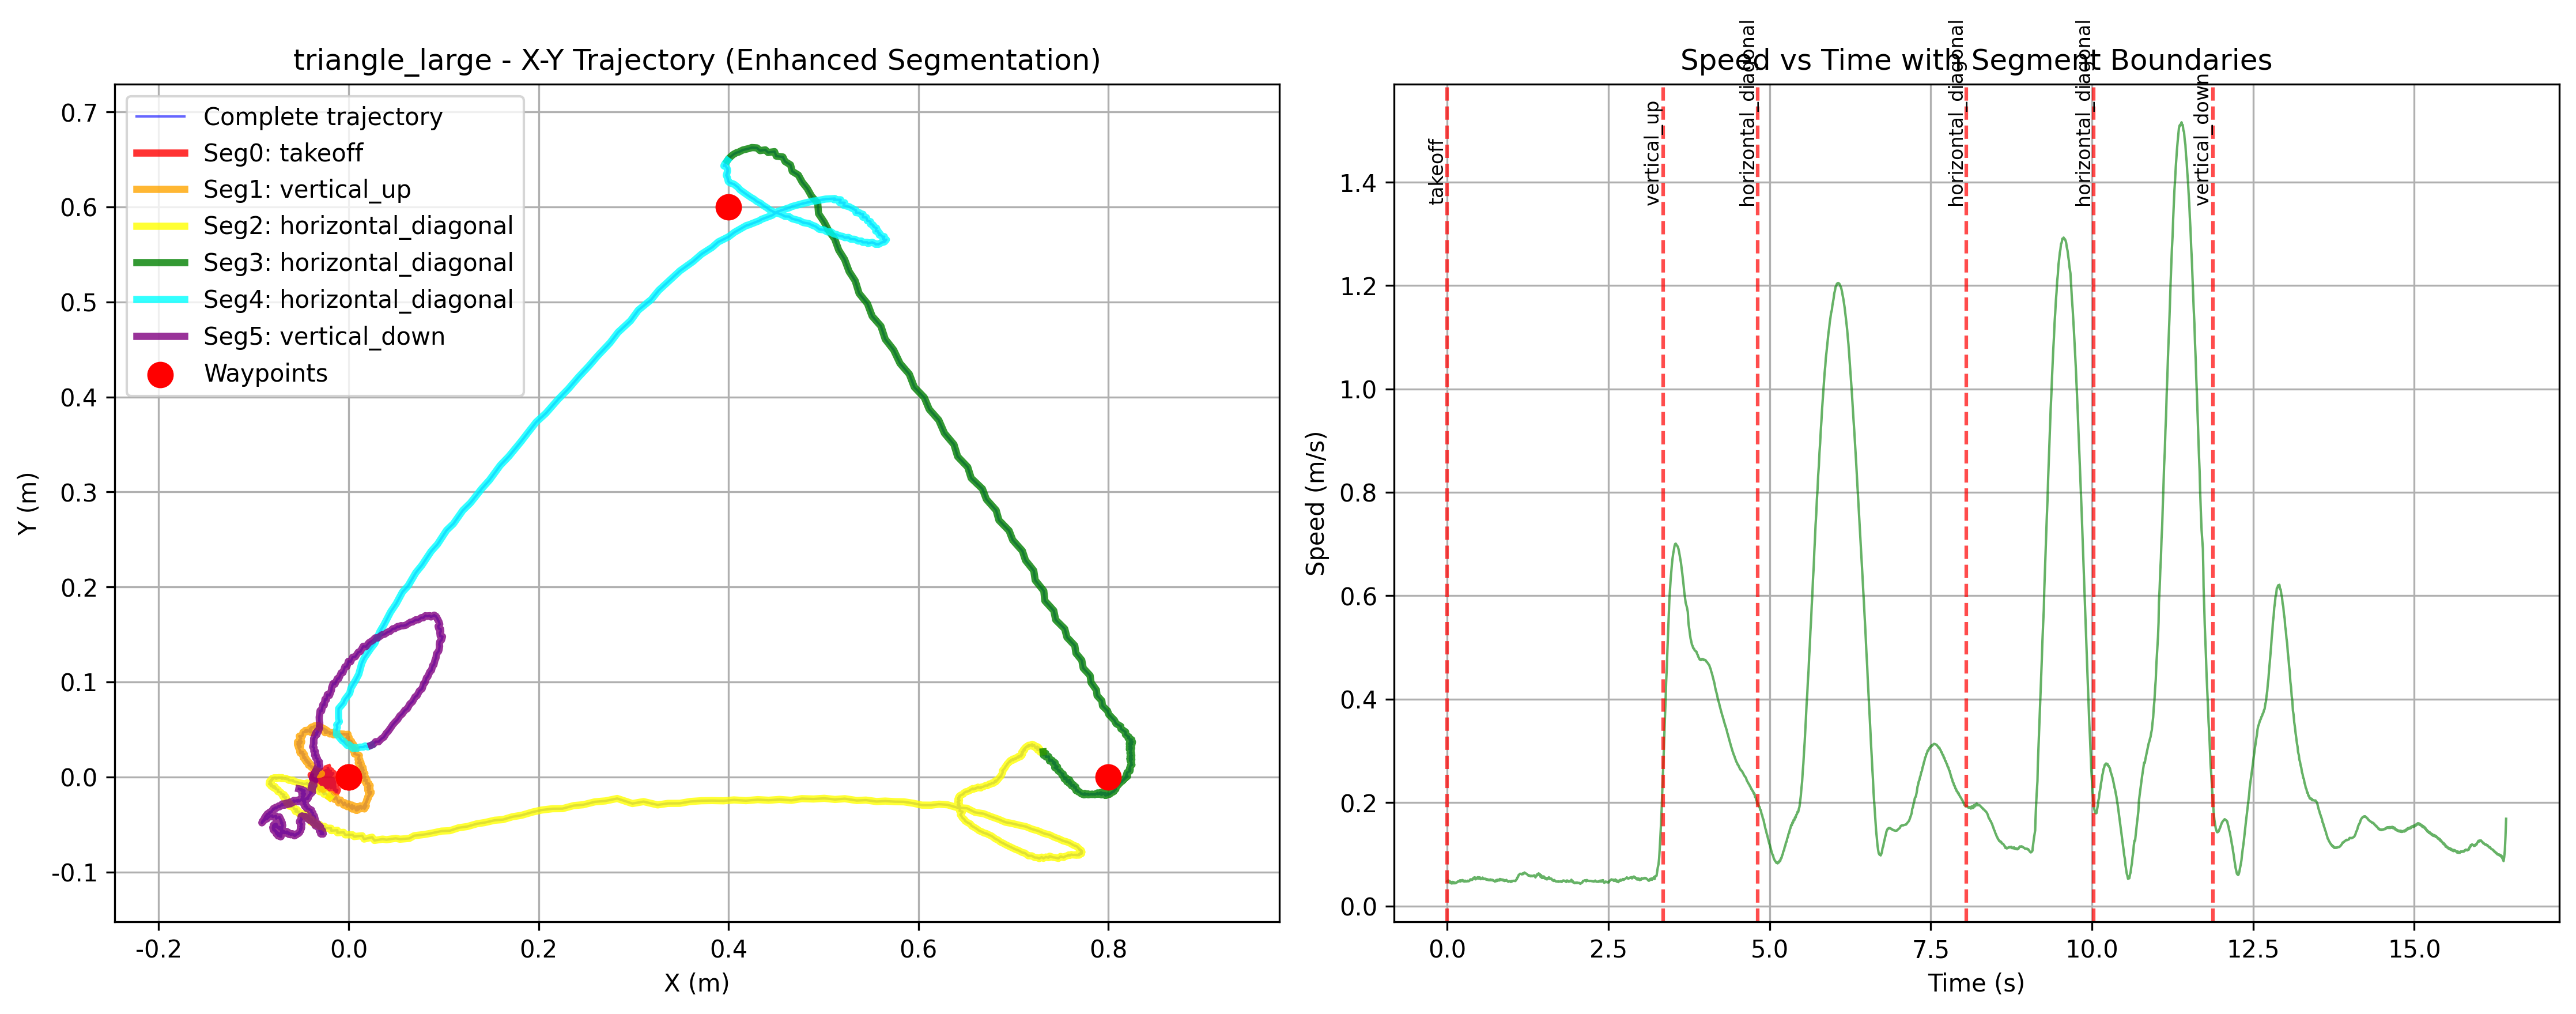 triangle_large - X-Y Trajectory (Enhanced Segmentation)
Complete trajectory
Seg0: takeoff
Seg1: vertical_up
Seg2: horizontal_diagonal
Seg3: horizontal_diagonal
Seg4: horizontal_diagonal
Seg5: vertical_down
Waypoints
Y (m)
0.7
0.6
0.5
0.4
0.3
0.2
0.1
0.0
-0.1
-0.2
0.0
0.2
0.4
0.6
0.8
X (m)
Speed vs Time with Segment Boundaries
takeoff
vertical_up
horizontal_diagonal
horizontal_diagonal
horizontal_diagonal
vertical_down
Speed (m/s)
1.4
1.2
1.0
0.8
0.6
0.4
0.2
0.0
0.0
2.5
5.0
7.5
10.0
12.5
15.0
Time (s)